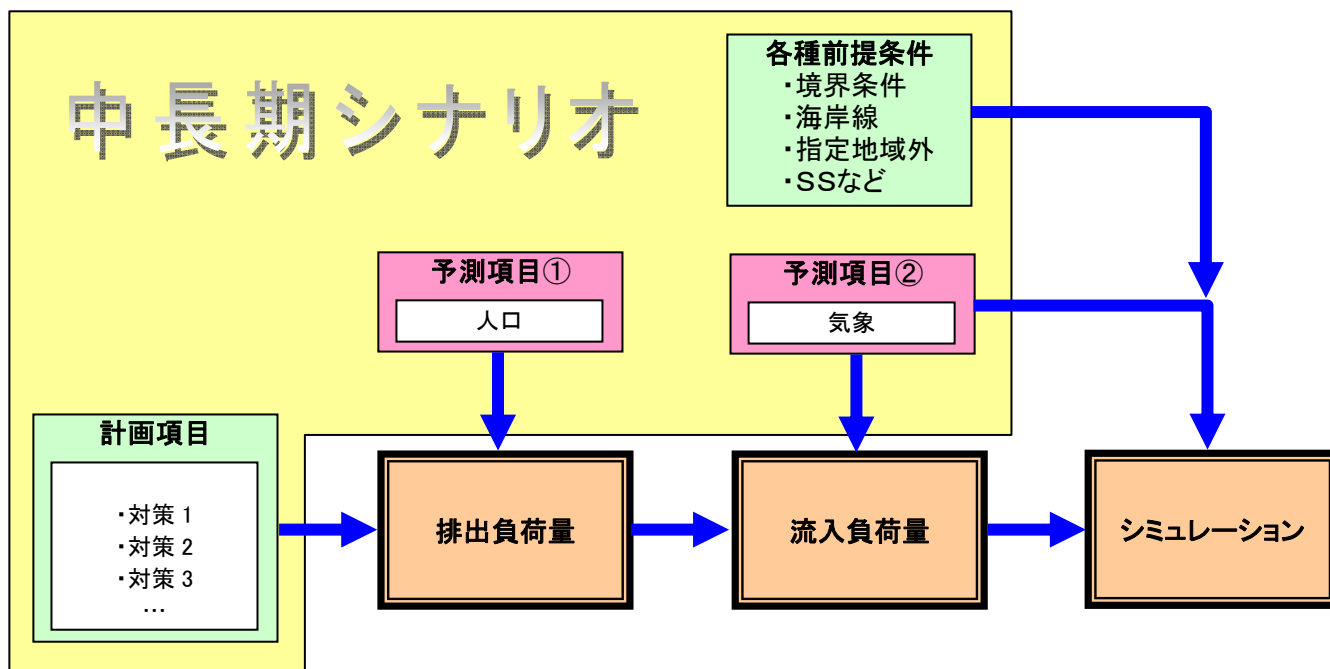 中長期シナリオ
各種前提条件
・境界条件
・海岸線
・指定地域外
・SSなど
予測項目①
人口
予測項目②
気象
計画項目
・対策1
・対策2
・対策3
…
排出負荷量
流入負荷量
シミュレーション